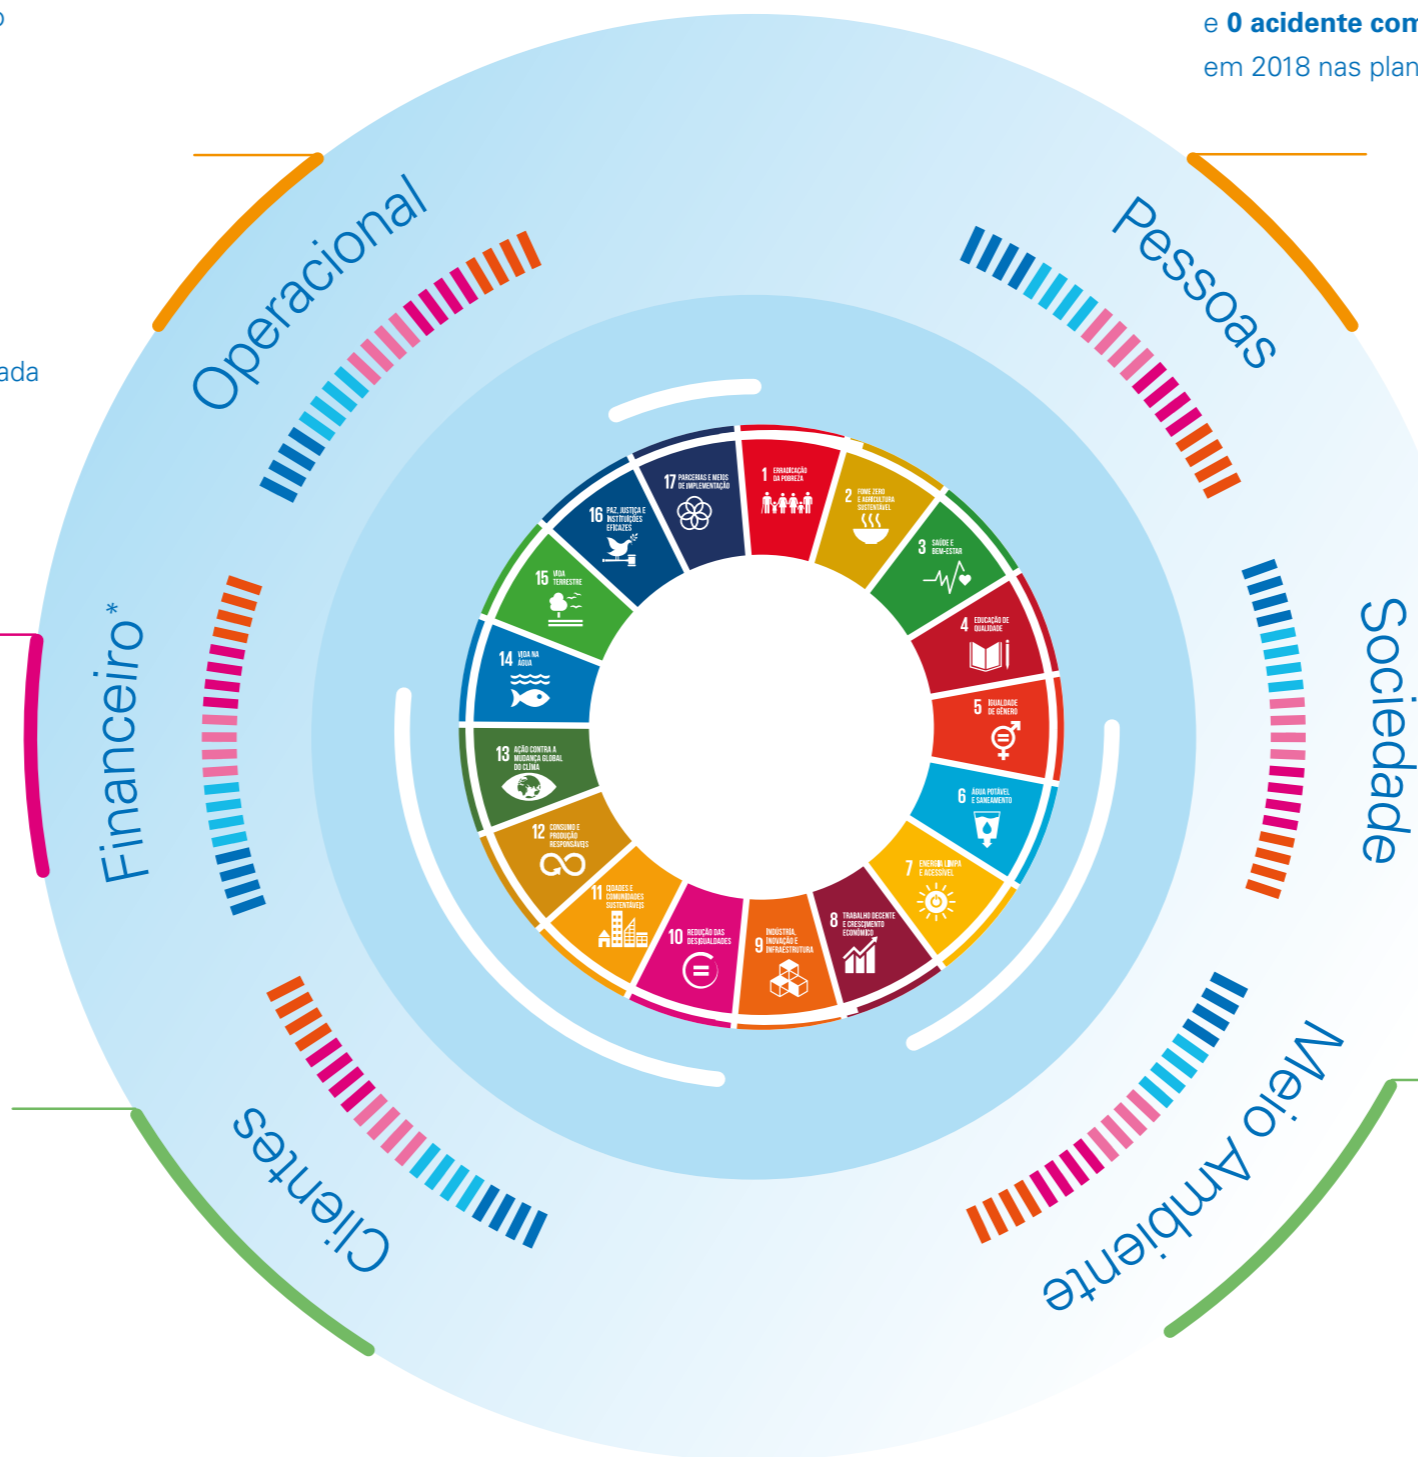 o
e 0 acidente com
em 2018 nas plan
ada
Operacional
Pessoas
Financeiro*
Sociedade
Clientes
Meio Ambiente
1 ERRADICAÇÃO
DA POBREZA
2 FOME ZERO
E AGRICULTURA
SUSTENTÁVEL
3 SAÚDE E
BEM-ESTAR
4 EDUCAÇÃO DE
QUALIDADE
5 IGUALDADE
DE GÊNERO
6 ÁGUA POTÁVEL
E SANEAMENTO
7 ENERGIA LIMPA
E ACESSÍVEL
8 TRABALHO DECENTE
E CRESCIMENTO
ECONÔMICO
9 INDÚSTRIA,
INOVAÇÃO E
INFRAESTRUTURA
10 REDUÇÃO DAS
DESIGUALDADES
11 CIDADES E
COMUNIDADES
SUSTENTÁVEIS
12 CONSUMO E
PRODUÇÃO
RESPONSÁVEIS
13 AÇÃO CONTRA A
MUDANÇA GLOBAL
DO CLIMA
14 VIDA NA
ÁGUA
15 VIDA
TERRESTRE
16 PAZ, JUSTIÇA E
INSTITUIÇÕES
EFICAZES
17 PARCERIAS E MEIOS
DE IMPLEMENTAÇÃO